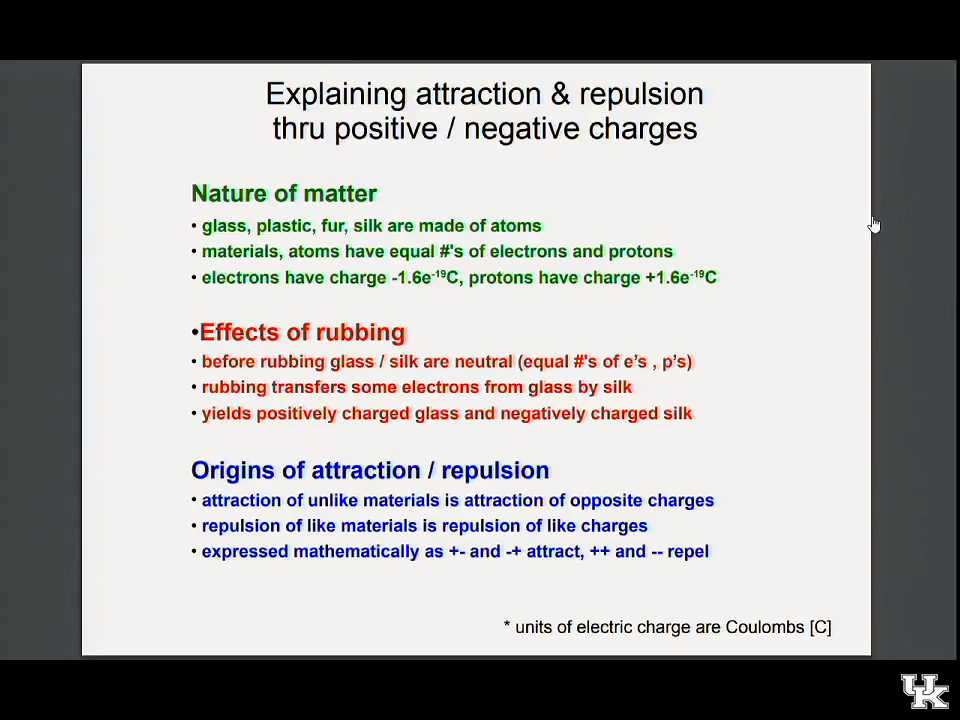 Explaining attraction & repulsion
thru positive / negative charges
Nature of matter
• glass, plastic, fur, silk are made of atoms
• materials, atoms have equal #'s of electrons and protons
• electrons have charge -1.6e⁻¹⁹C, protons have charge +1.6e⁻¹⁹C
•Effects of rubbing
• before rubbing glass / silk are neutral (equal #'s of e’s , p’s)
• rubbing transfers some electrons from glass by silk
• yields positively charged glass and negatively charged silk
Origins of attraction / repulsion
• attraction of unlike materials is attraction of opposite charges
• repulsion of like materials is repulsion of like charges
• expressed mathematically as +- and -+ attract, ++ and -- repel
* units of electric charge are Coulombs [C]
UK